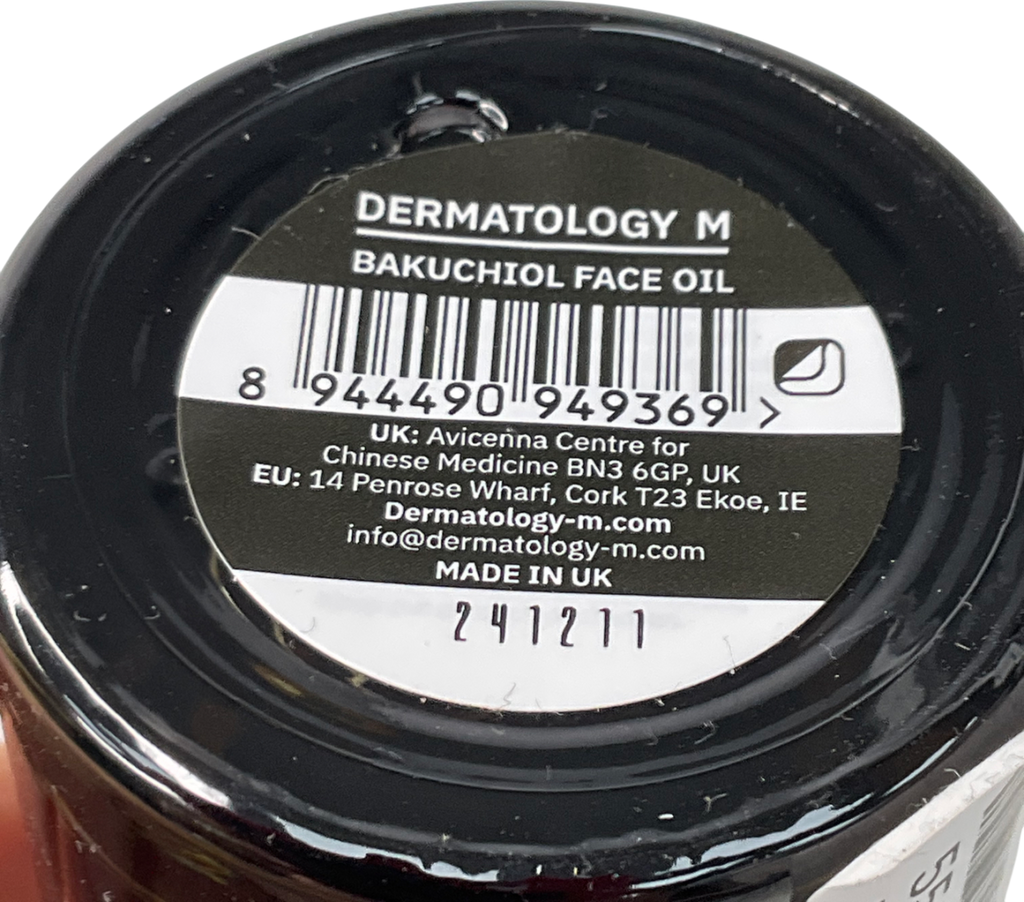 DERMATOLOGY M
BAKUCHIOL FACE OIL
8 944490 949369 >
UK: Avicenna Centre for
Chinese Medicine BN3 6GP, UK
EU: 14 Penrose Wharf, Cork T23 Ekoe, IE
Dermatology-m.com
info@dermatology-m.com
MADE IN UK
241211